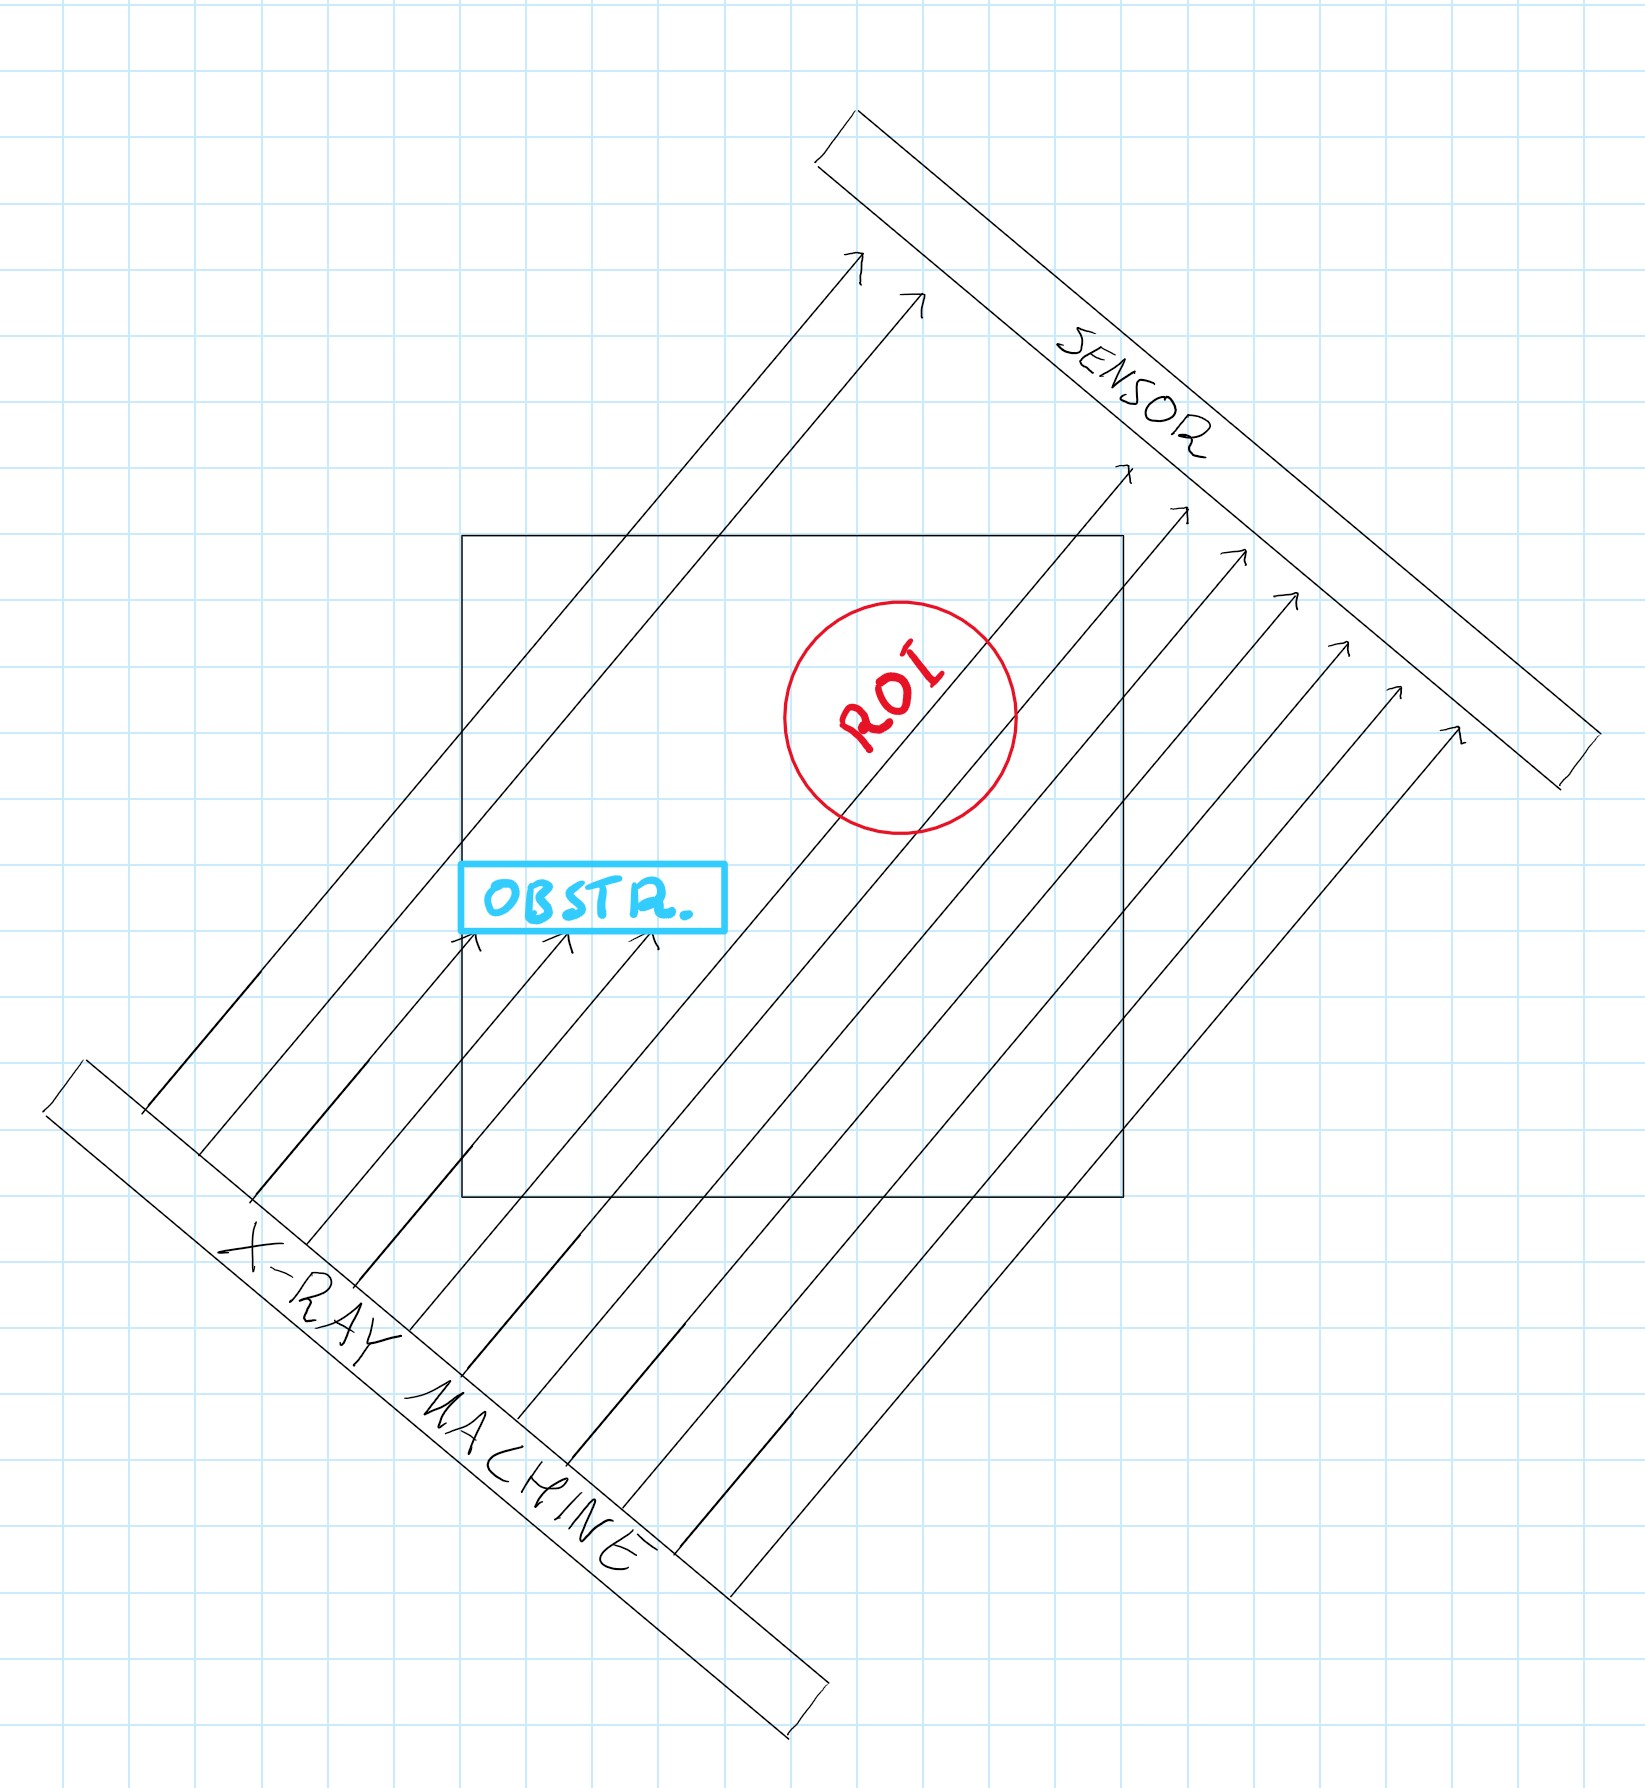 SENSOR
ROI
OBSTR.
X-RAY MACHINE